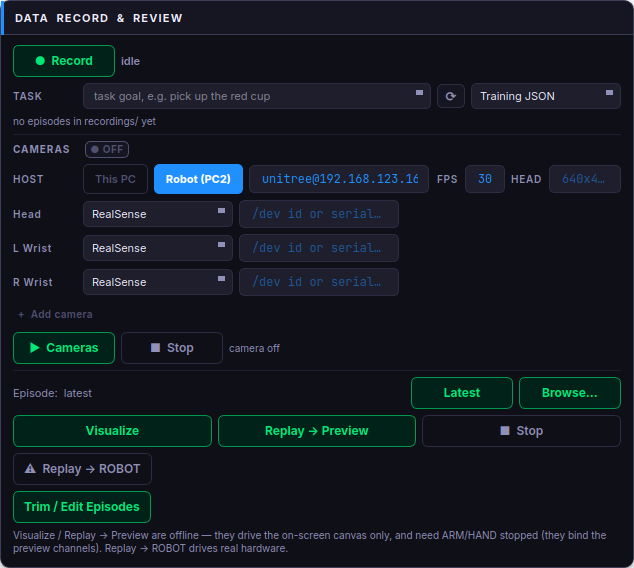 DATA RECORD & REVIEW
● Record idle
TASK task goal, e.g. pick up the red cup ⟳ Training JSON
no episodes in recordings/ yet
CAMERAS ● OFF
HOST This PC Robot (PC2) unitree@192.168.123.16 FPS 30 HEAD 640x4…
Head RealSense /dev id or serial…
L Wrist RealSense /dev id or serial…
R Wrist RealSense /dev id or serial…
+ Add camera
▶ Cameras ■ Stop camera off
Episode: latest Latest Browse...
Visualize Replay → Preview ■ Stop
⚠ Replay → ROBOT
Trim / Edit Episodes
Visualize / Replay → Preview are offline — they drive the on-screen canvas only, and need ARM/HAND stopped (they bind the
preview channels). Replay → ROBOT drives real hardware.